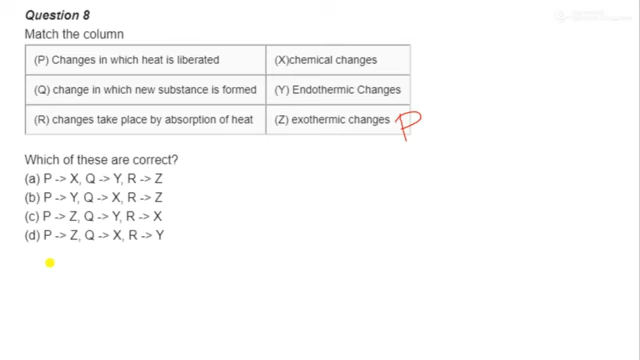 Question 8
Match the column
(P) Changes in which heat is liberated (X)chemical changes
(Q) change in which new substance is formed (Y) Endothermic Changes
(R) changes take place by absorption of heat (Z) exothermic changes P
Which of these are correct?
(a) P -> X, Q -> Y, R -> Z
(b) P -> Y, Q -> X, R -> Z
(c) P -> Z, Q -> Y, R -> X
(d) P -> Z, Q -> X, R -> Y